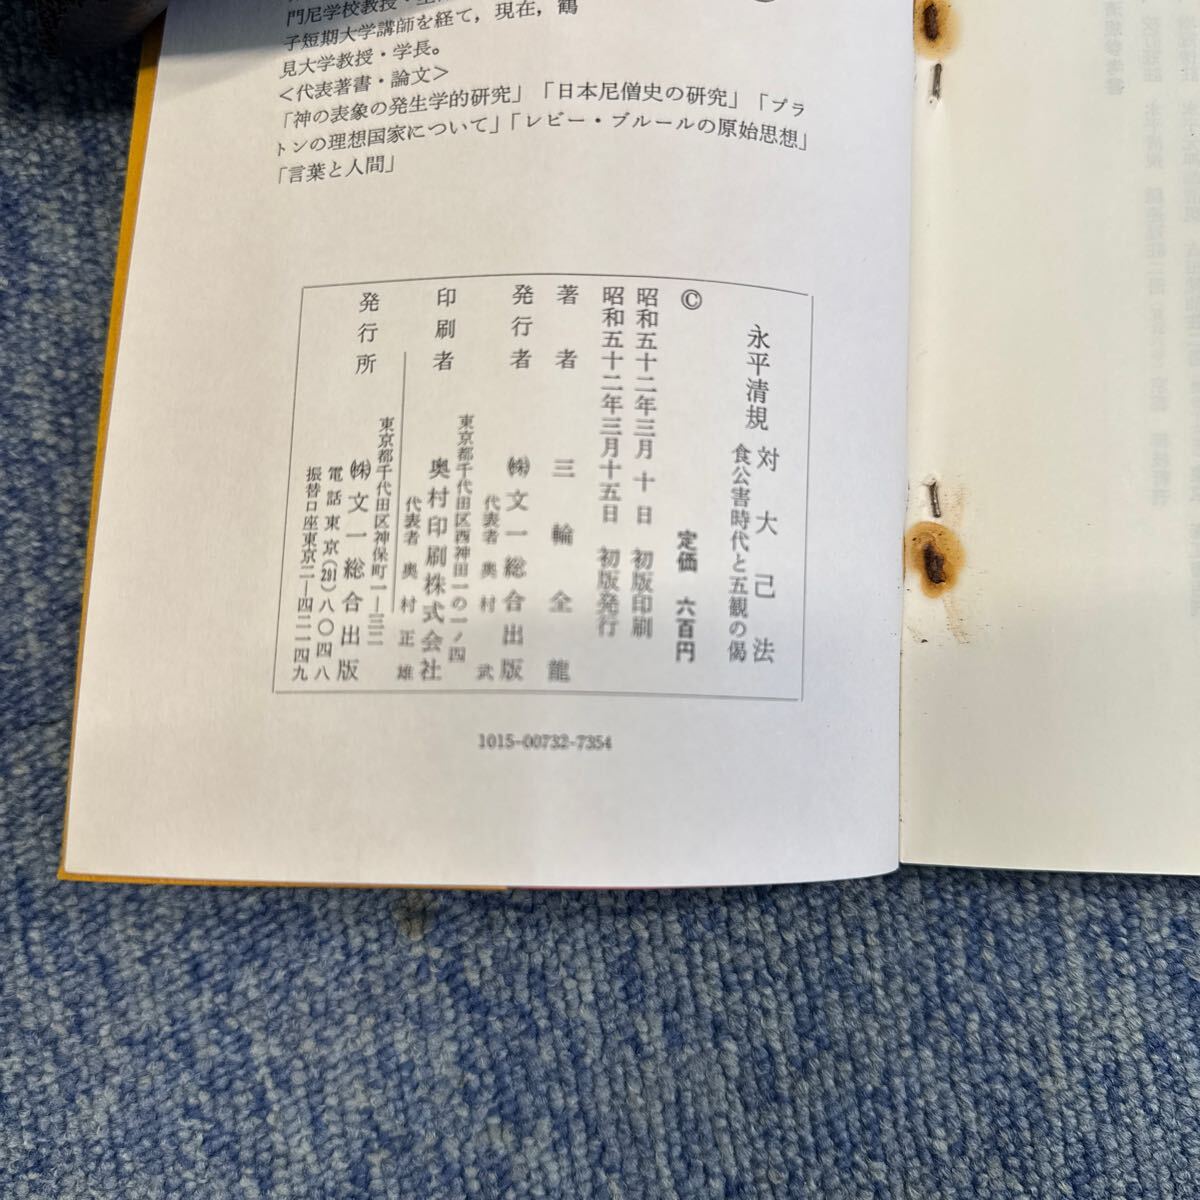 門尼学校教授・
子短期大学講師を経て，現在，鶴
見大学教授・学長。
<代表著書・論文>
「神の表象の発生学的研究」「日本尼僧史の研究」「プラ
トンの理想国家について」「レビー・ブルールの原始思想」
「言葉と人間」
永平清規 対大己法
食公害時代と五観の偈
定価 六百円
©
昭和五十二年三月十日 初版印刷
昭和五十二年三月十五日 初版発行
著者 三輪全龍
発行者 ㈱文一総合出版
代表者 奥村武
東京都千代田区西神田一の一ノ四
印刷者 奥村印刷株式会社
代表者 奥村正雄
東京都千代田区神保町一―三二
発行所 ㈱文一総合出版
電話東京(291)八〇四八
振替口座東京二―四二一四九
1015-00732-7354